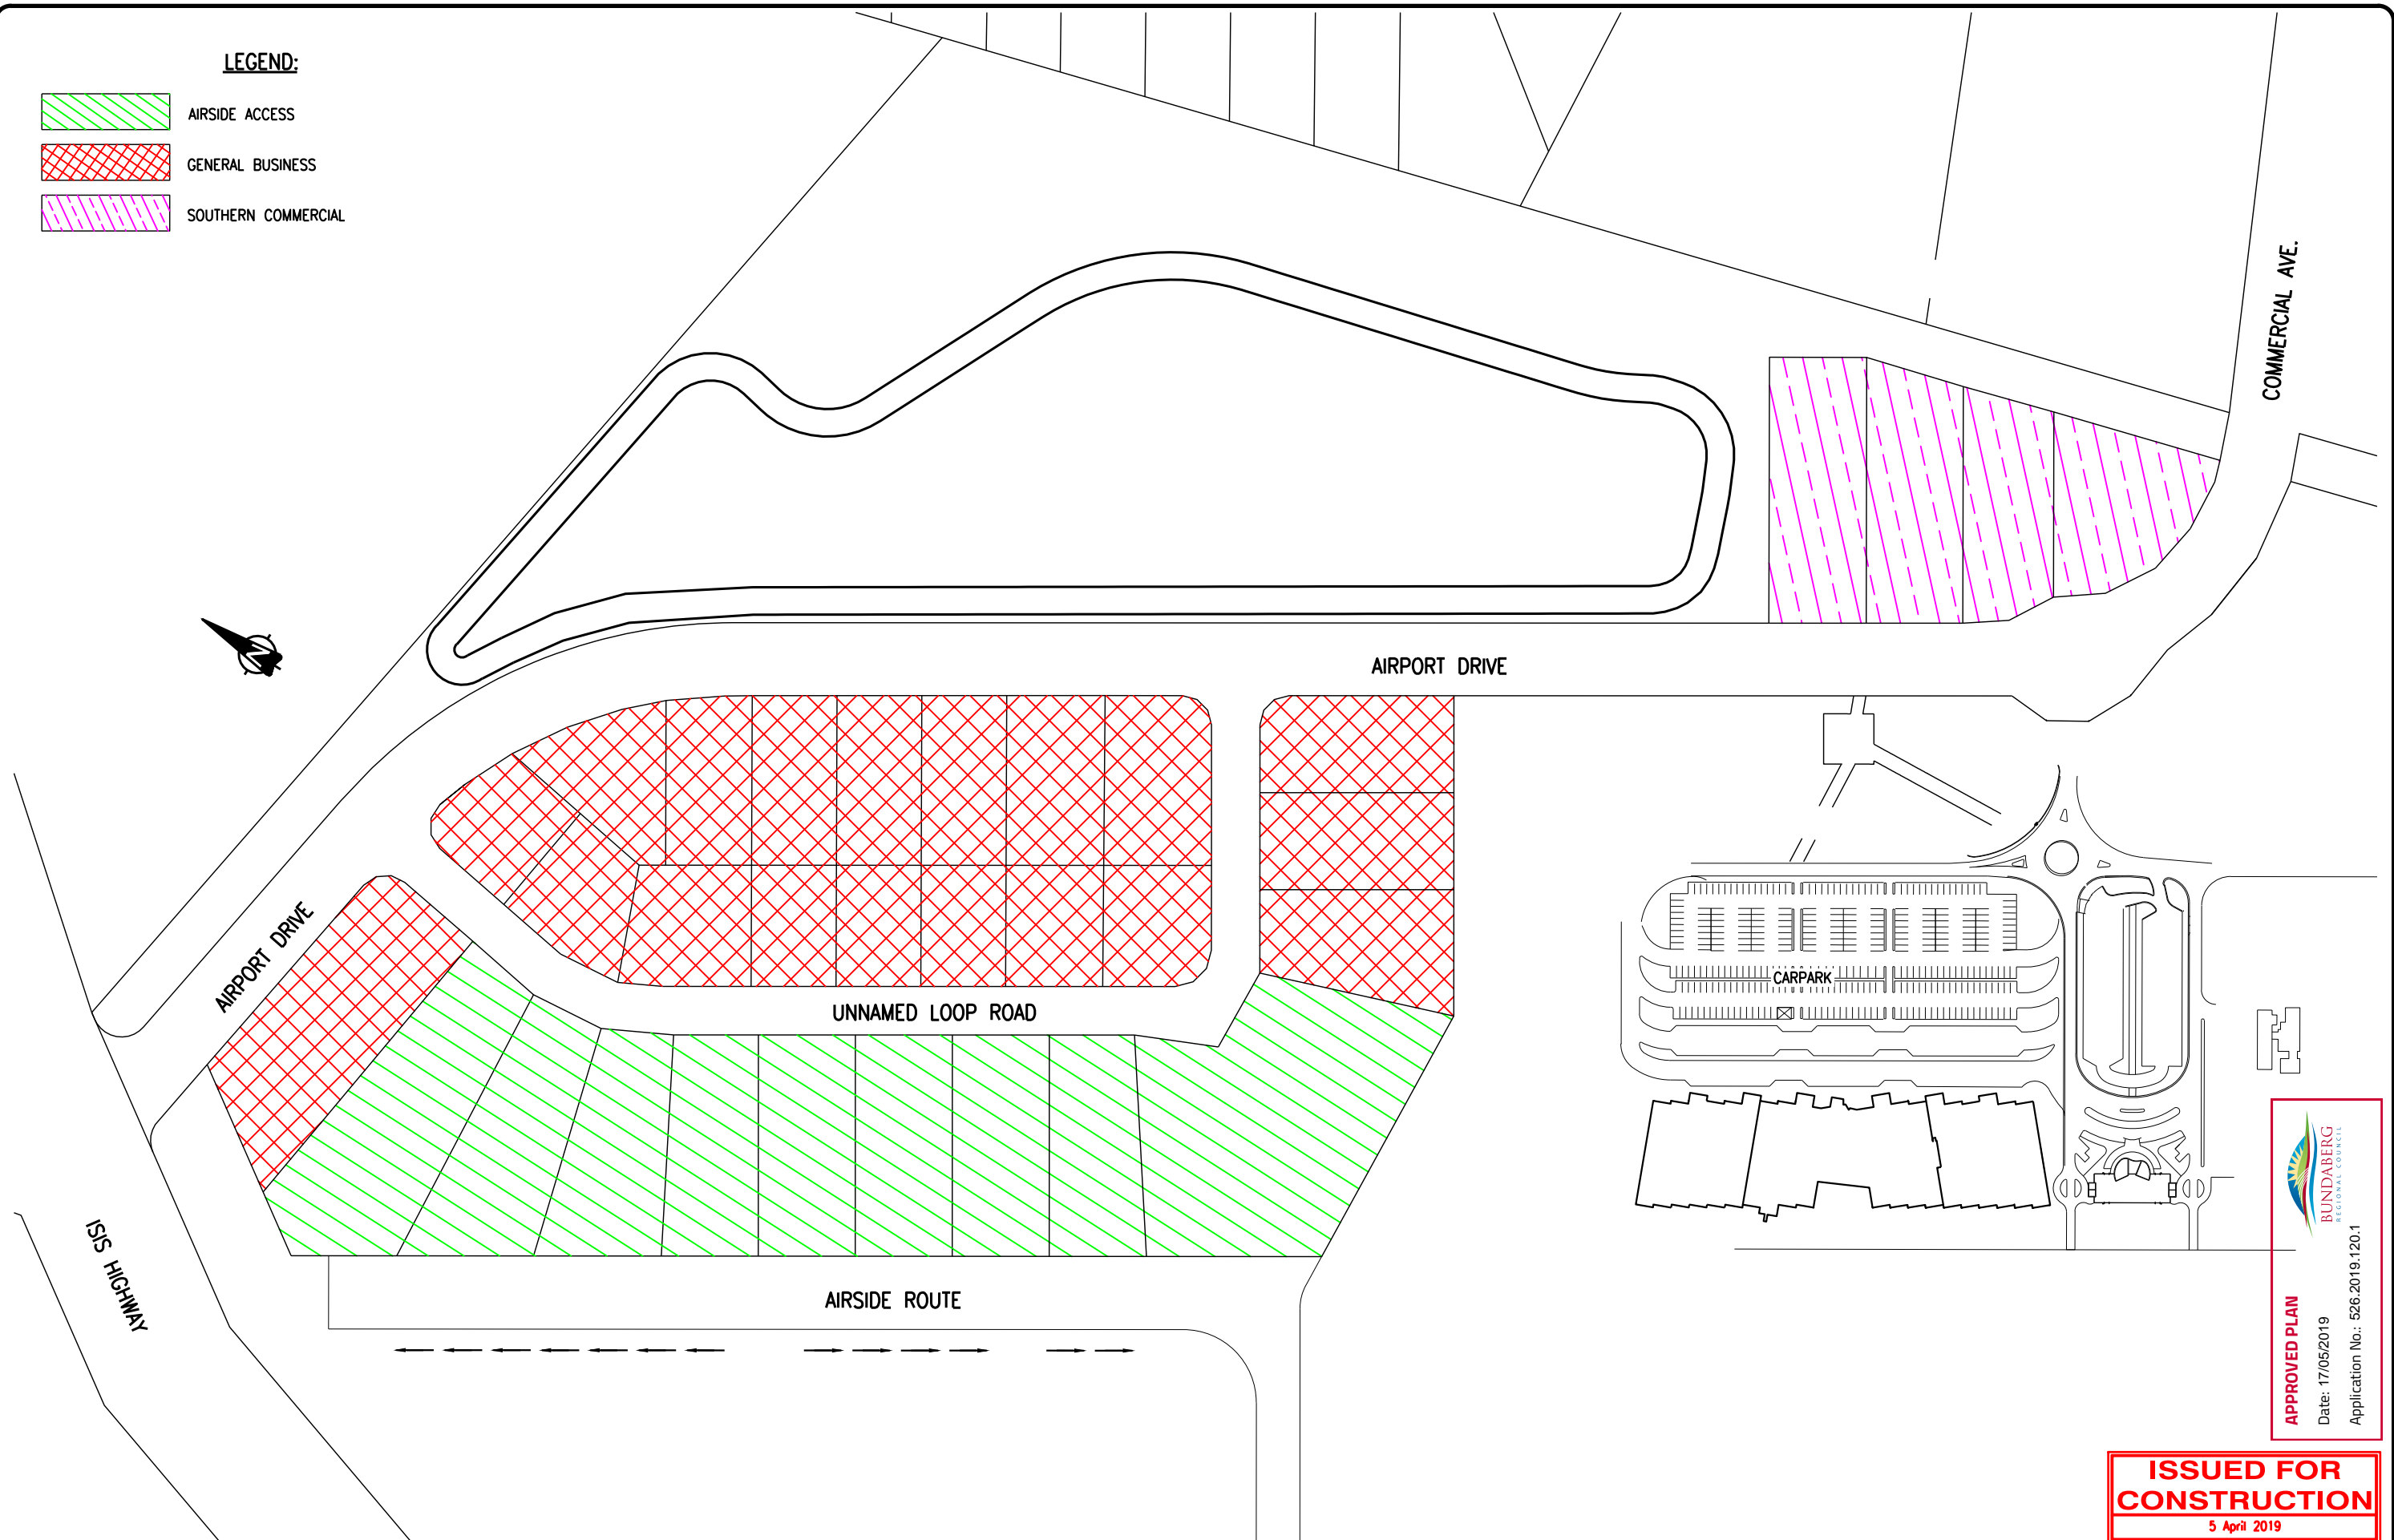 LEGEND:
AIRSIDE ACCESS
GENERAL BUSINESS
SOUTHERN COMMERCIAL
COMMERCIAL AVE.
N
AIRPORT DRIVE
AIRPORT DRIVE
UNNAMED LOOP ROAD
CARPARK
ISIS HIGHWAY
AIRSIDE ROUTE
BUNDABERG
REGIONAL COUNCIL
APPROVED PLAN
Date: 17/05/2019
Application No.: 526.2019.120.1
ISSUED FOR
CONSTRUCTION
5 April 2019